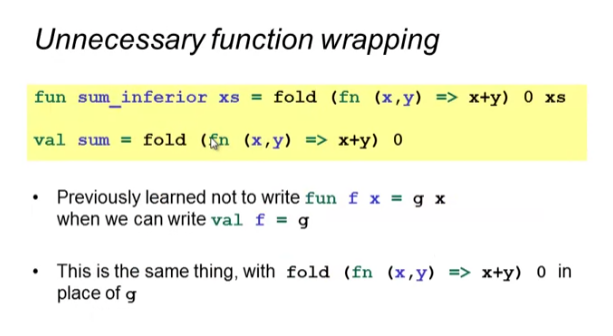 Unnecessary function wrapping
fun sum_inferior xs = fold (fn (x,y) => x+y) 0 xs
val sum = fold (fn (x,y) => x+y) 0
• Previously learned not to write fun f x = g x
when we can write val f = g
• This is the same thing, with fold (fn (x,y) => x+y) 0 in
place of g